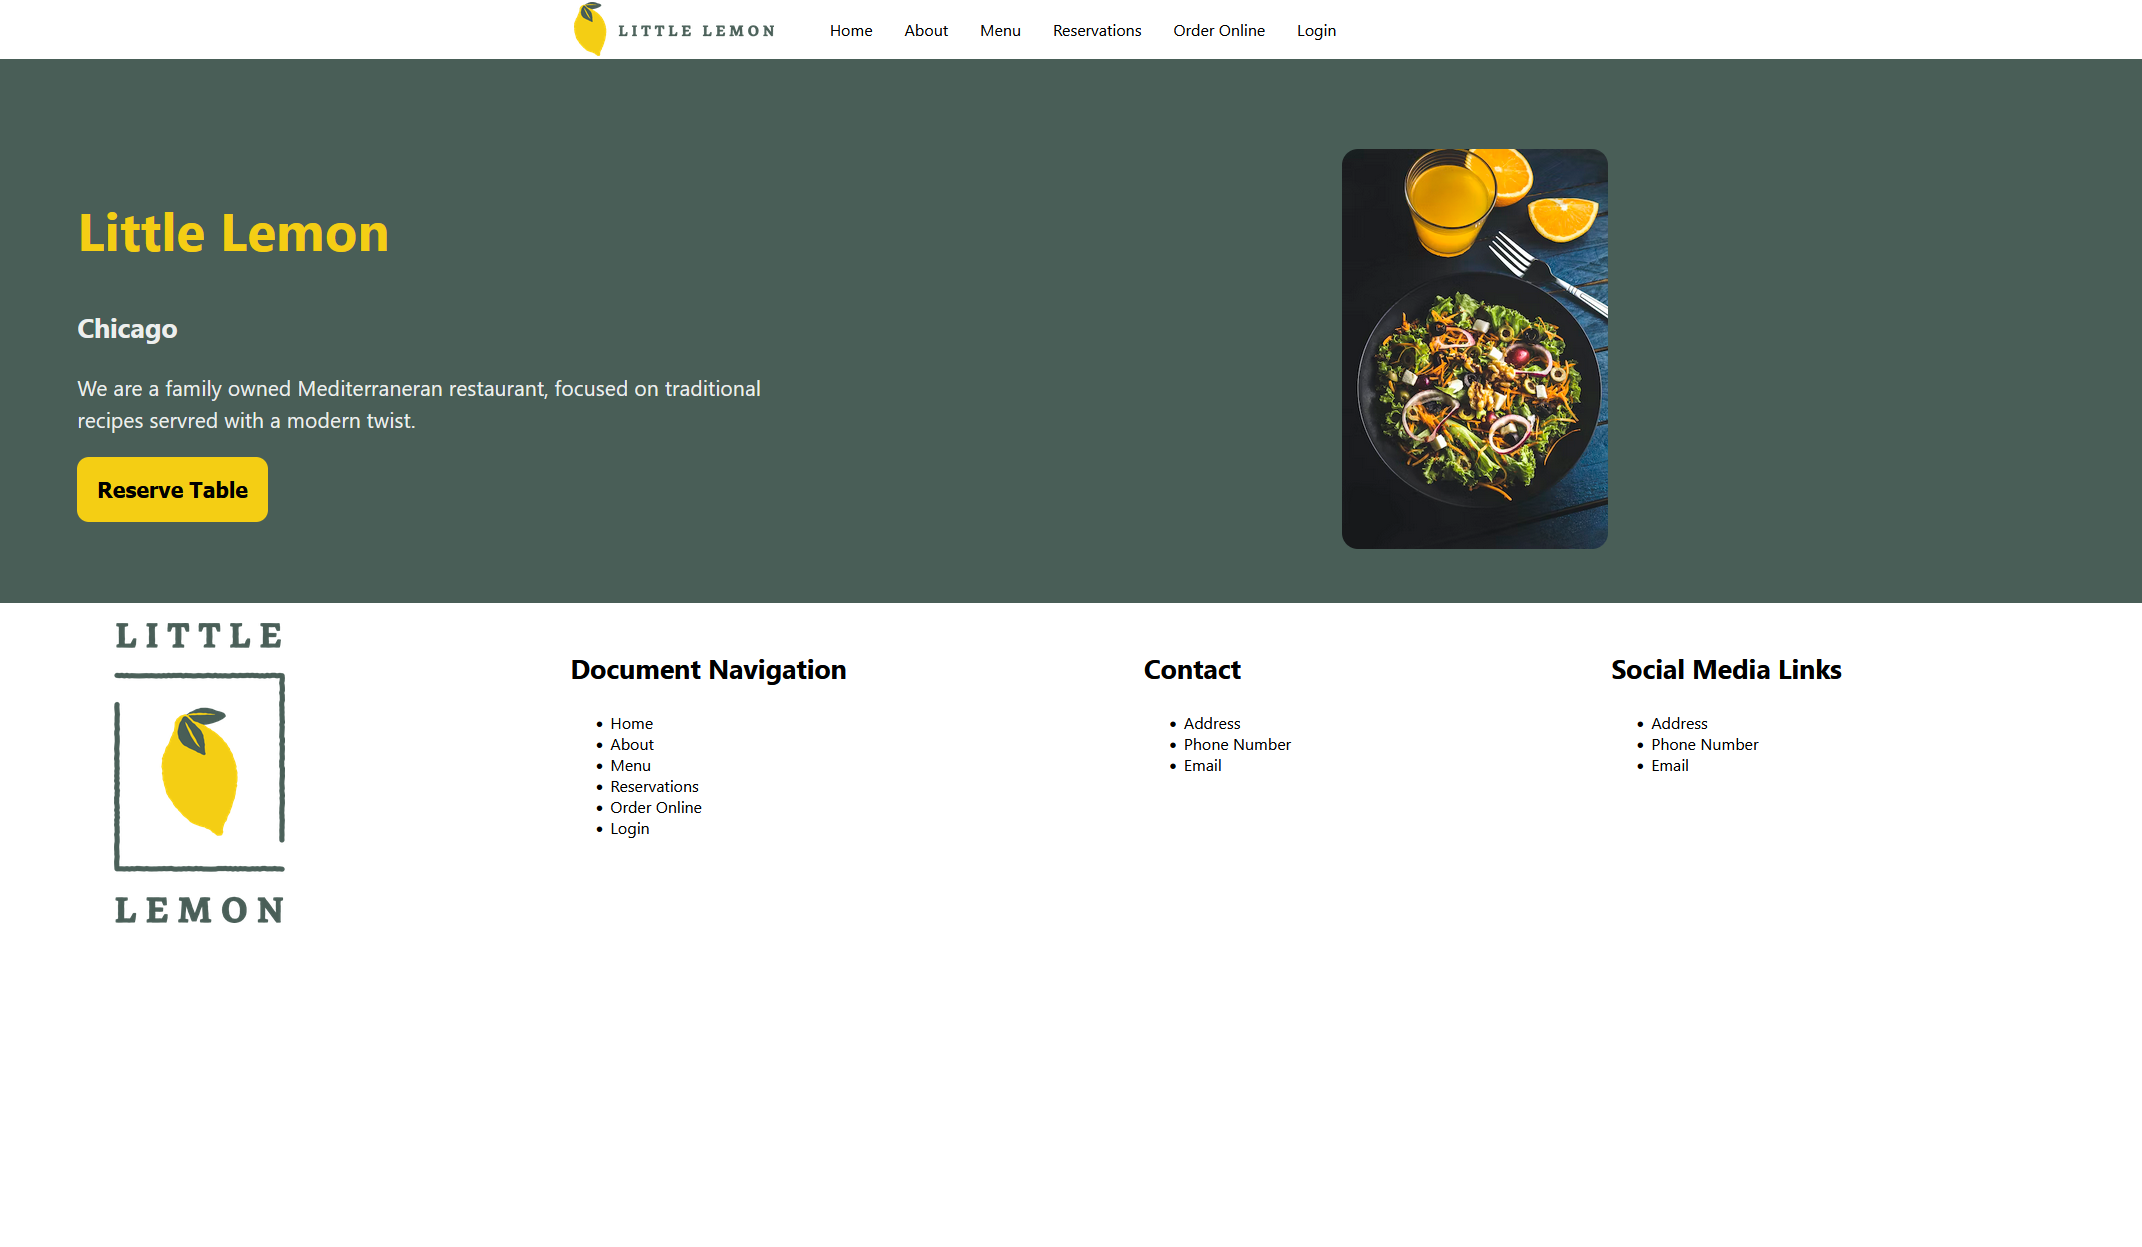 LITTLE LEMON
Home About Menu Reservations Order Online Login
Little Lemon
Chicago
We are a family owned Mediterraneran restaurant, focused on traditional
recipes servred with a modern twist.
Reserve Table
LITTLE
LEMON
Document Navigation
Home
About
Menu
Reservations
Order Online
Login
Contact
Address
Phone Number
Email
Social Media Links
Address
Phone Number
Email